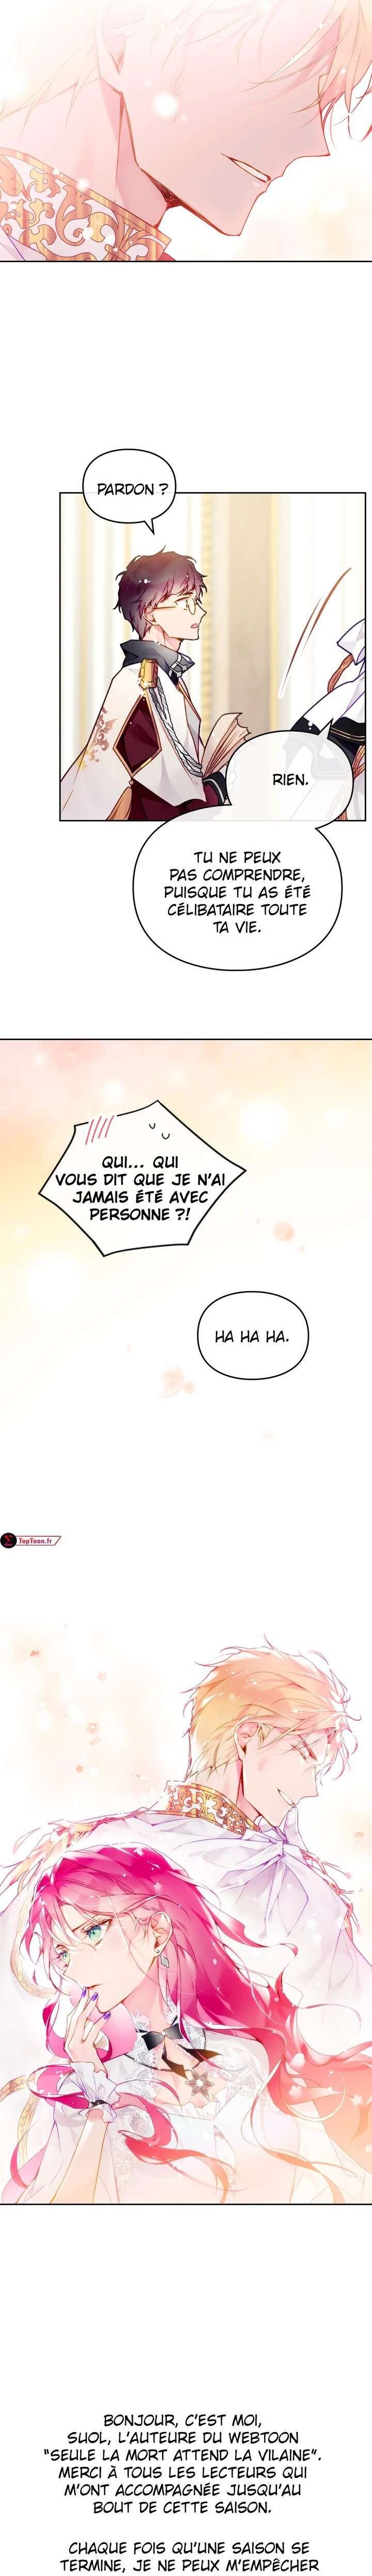 PARDON ?
RIEN.
TU NE PEUX
PAS COMPRENDRE,
PUISQUE TU AS ÉTÉ
CÉLIBATAIRE TOUTE
TA VIE.
QUI... QUI
VOUS DIT QUE JE N'AI
JAMAIS ÉTÉ AVEC
PERSONNE ?!
HA HA HA.
TopToon.fr
BONJOUR, C'EST MOI,
SUOL, L'AUTEURE DU WEBTOON
"SEULE LA MORT ATTEND LA VILAINE".
MERCI À TOUS LES LECTEURS QUI
M'ONT ACCOMPAGNÉE JUSQU'AU
BOUT DE CETTE SAISON.
CHAQUE FOIS QU'UNE SAISON SE
TERMINE, JE NE PEUX M'EMPÊCHER